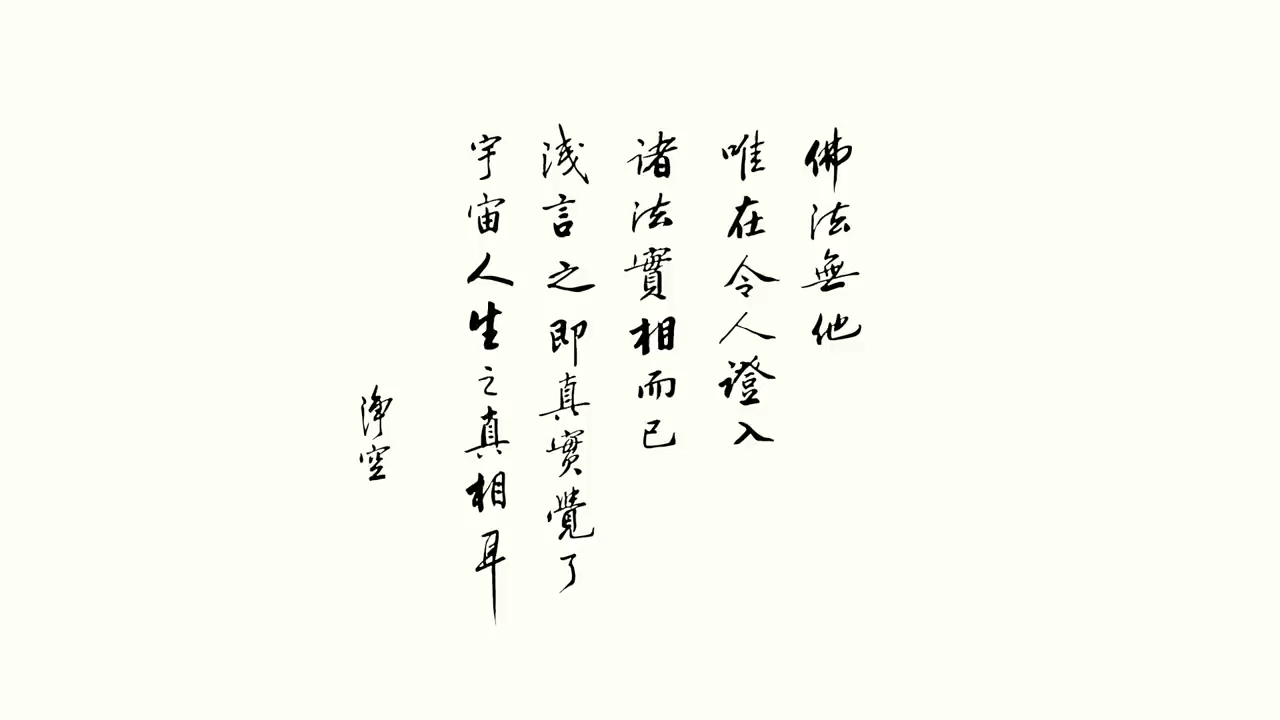 佛法無他
唯在令人證入
诸法實相而已
淺言之即真實覺了
宇宙人生之真相耳
淨空